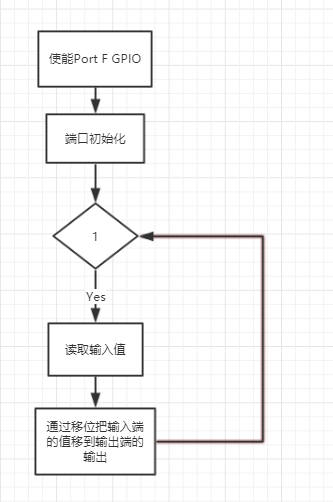 使能Port F GPIO
端口初始化
1
Yes
读取输入值
通过移位把输入端
的值移到输出端的
输出